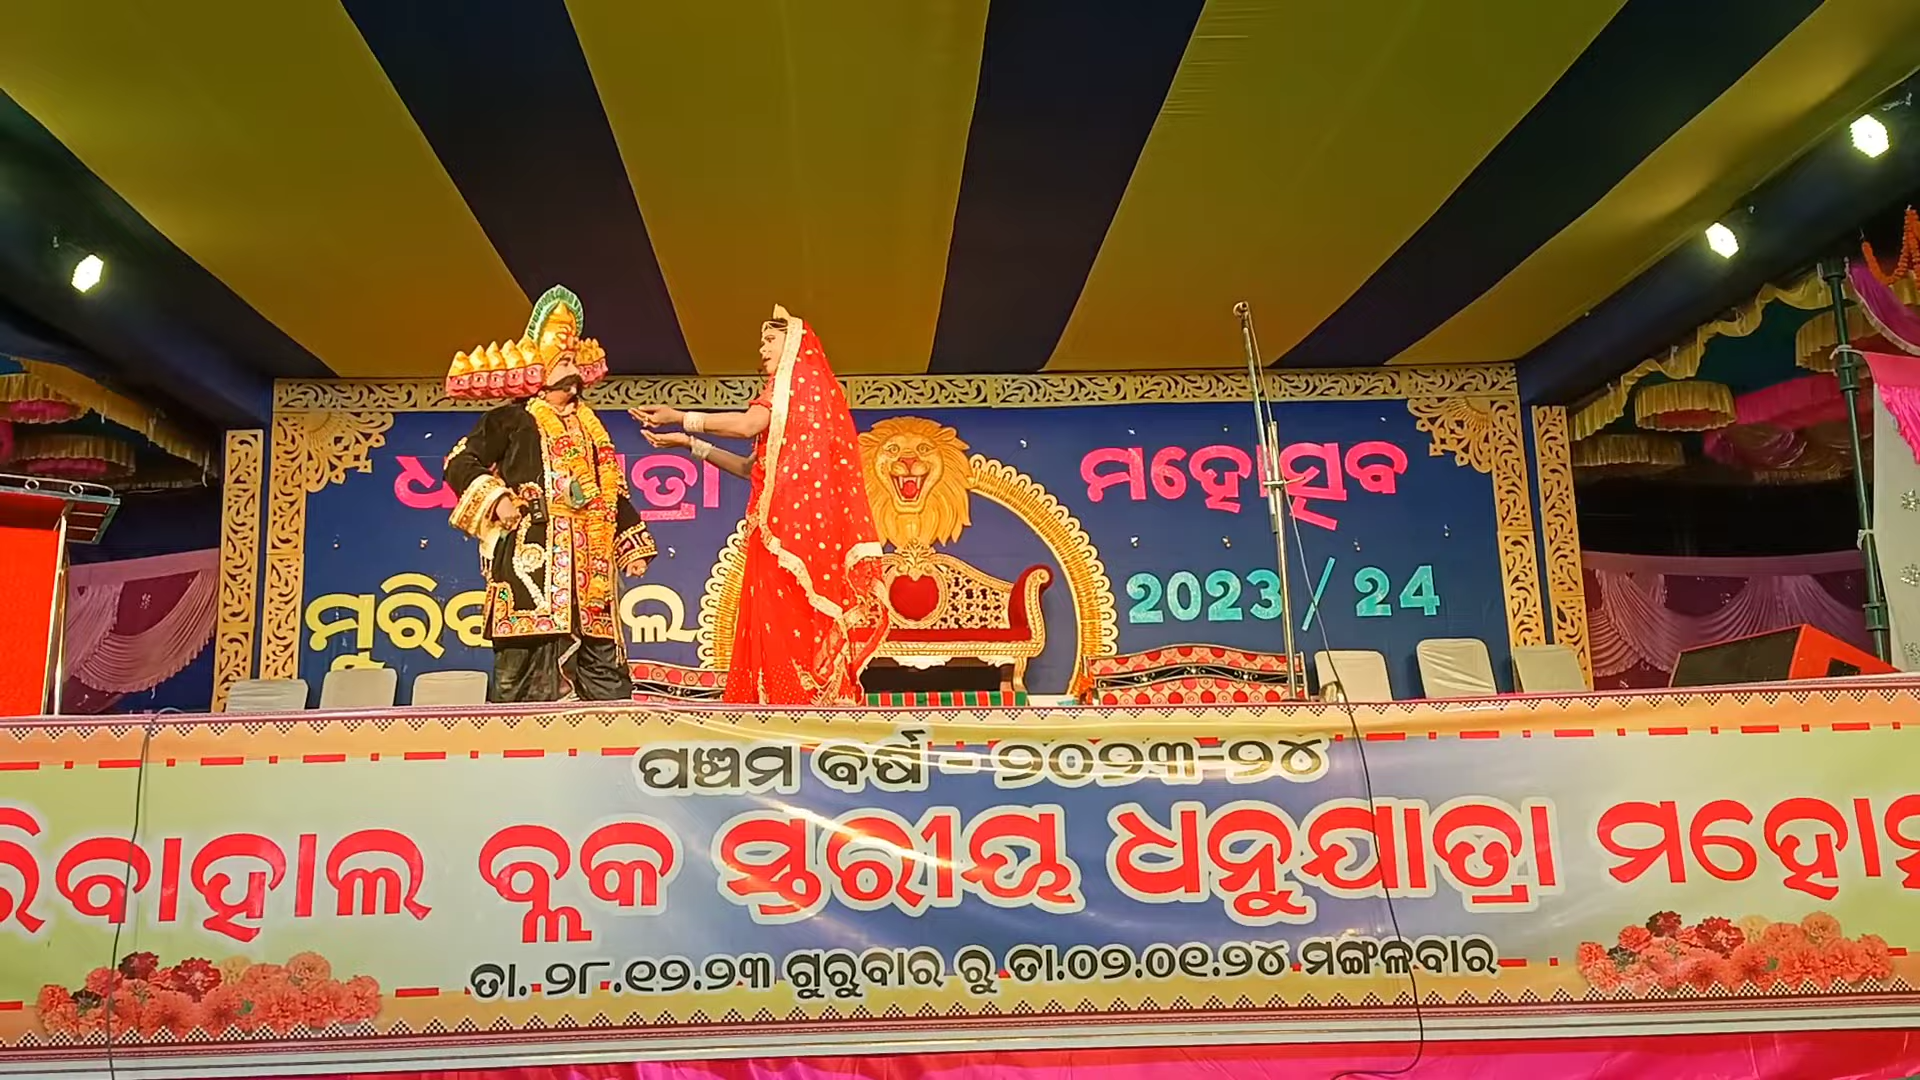 ମହୋତ୍ସବ
2023/24
ପଞ୍ଚମ ବର୍ଷ - ୨୦୨୩-୨୪
ରିବାହାଲ ବ୍ଲକ ସ୍ତରୀୟ ଧନୁଯାତ୍ରା ମହୋ
ତା. ୨୮.୧୨.୨୩ ଗୁରୁବାର ରୁ ତା.୦୨.୦୧.୨୪ ମଙ୍ଗଳବାର